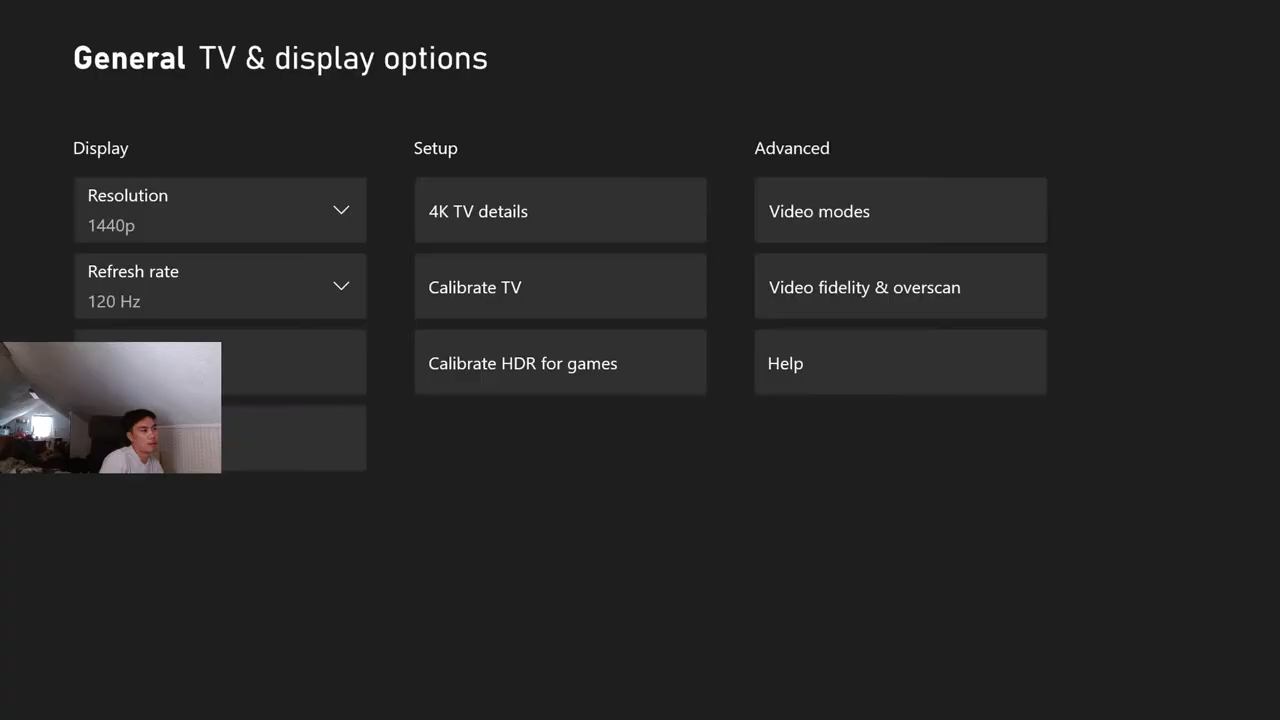 General TV & display options
Display
Resolution
1440p
Refresh rate
120 Hz
Setup
4K TV details
Calibrate TV
Calibrate HDR for games
Advanced
Video modes
Video fidelity & overscan
Help